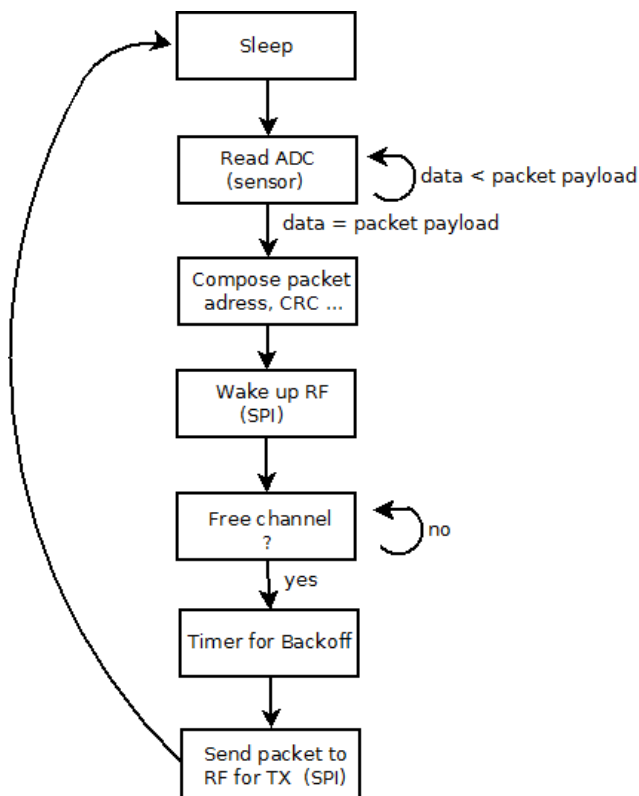 Sleep
Read ADC
(sensor)
data < packet payload
data = packet payload
Compose packet
adress, CRC ...
Wake up RF
(SPI)
Free channel
?
no
yes
Timer for Backoff
Send packet to
RF for TX (SPI)